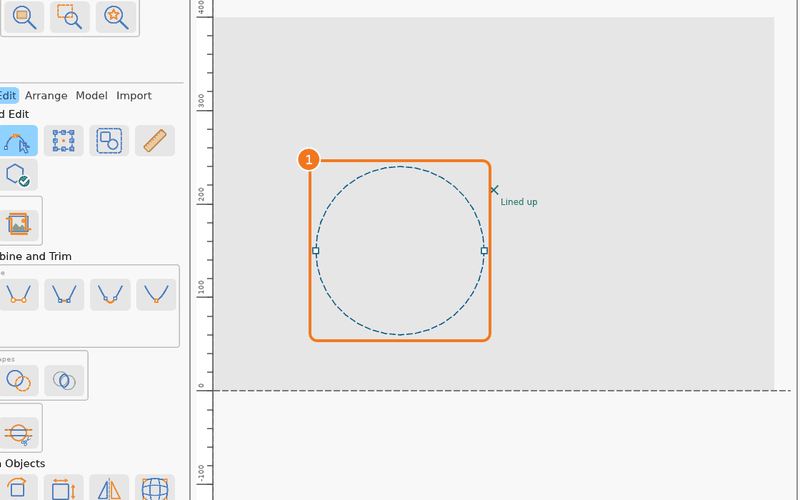 Edit Arrange Model Import
d Edit
bine and Trim
e
apes
Objects
400
300
200
100
0
-100
1
Lined up